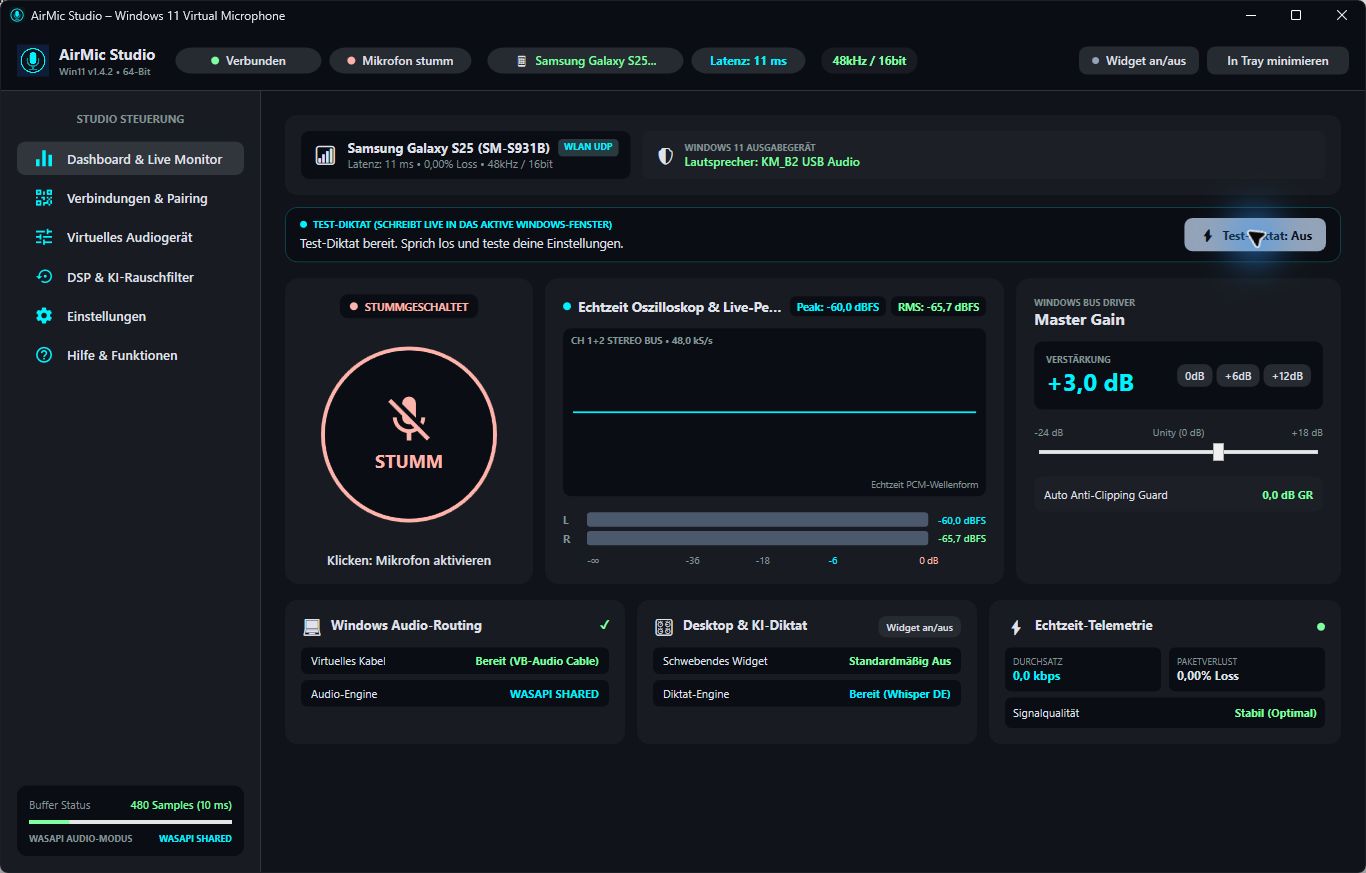 AirMic Studio – Windows 11 Virtual Microphone
AirMic Studio
Win11 v1.4.2 • 64-Bit
Verbunden
Mikrofon stumm
Samsung Galaxy S25...
Latenz: 11 ms
48kHz / 16bit
Widget an/aus
In Tray minimieren
STUDIO STEUERUNG
Dashboard & Live Monitor
Verbindungen & Pairing
Virtuelles Audiogerät
DSP & KI-Rauschfilter
Einstellungen
Hilfe & Funktionen
Buffer Status
480 Samples (10 ms)
WASAPI AUDIO-MODUS
WASAPI SHARED
Samsung Galaxy S25 (SM-S931B)
WLAN UDP
Latenz: 11 ms • 0,00% Loss • 48kHz / 16bit
WINDOWS 11 AUSGABEGERÄT
Lautsprecher: KM_B2 USB Audio
TEST-DIKTAT (SCHREIBT LIVE IN DAS AKTIVE WINDOWS-FENSTER)
Test-Diktat bereit. Sprich los und teste deine Einstellungen.
Aus
STUMMGESCHALTET
STUMM
Klicken: Mikrofon aktivieren
Echtzeit Oszilloskop & Live-Pe...
Peak: -60,0 dBFS
RMS: -65,7 dBFS
CH 1+2 STEREO BUS • 48,0 kS/s
Echtzeit PCM-Wellenform
L
-60,0 dBFS
R
-65,7 dBFS
-∞
-36
-18
-6
0 dB
WINDOWS BUS DRIVER
Master Gain
VERSTÄRKUNG
+3,0 dB
0dB
+6dB
+12dB
-24 dB
Unity (0 dB)
+18 dB
Auto Anti-Clipping Guard
0,0 dB GR
Windows Audio-Routing
Virtuelles Kabel
Bereit (VB-Audio Cable)
Audio-Engine
WASAPI SHARED
Desktop & KI-Diktat
Widget an/aus
Schwebendes Widget
Standardmäßig Aus
Diktat-Engine
Bereit (Whisper DE)
Echtzeit-Telemetrie
DURCHSATZ
0,0 kbps
PAKETVERLUST
0,00% Loss
Signalqualität
Stabil (Optimal)